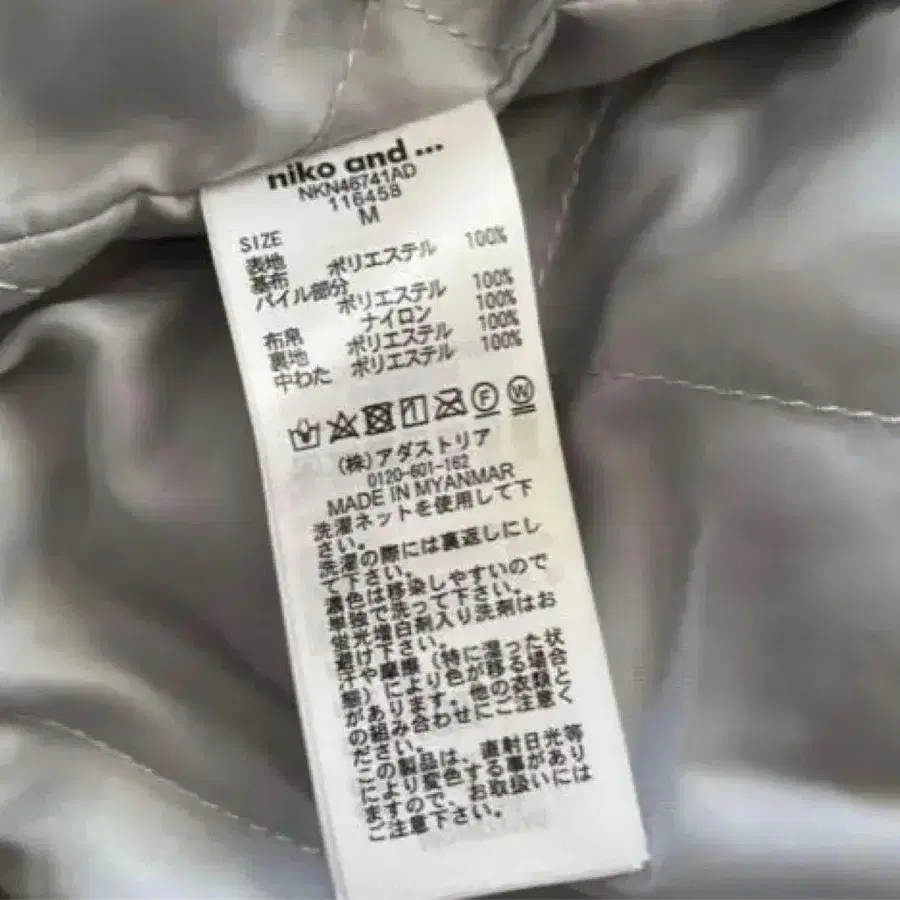 niko and ...
NKN46741AD
116458
M
SIZE
表地
基布 ポリエステル 100%
パイル部分
ポリエステル 100%
ナイロン 100%
布帛 ポリエステル 100%
裏地 ポリエステル 100%
中わた
F W
(株)アダストリア
0120-601-162
MADE IN MYANMAR
洗濯ネットを使用して下
さい。
洗濯の際には裏返しにし
て下さい。
濃色は移染しやすいので
単独で洗って下さい。
蛍光増白剤入り洗剤はお
避け下さい。
汗や摩擦(特に湿った状
態)により色が移る場合
があります。他の衣類と
の組み合わせにご注意く
ださい。
この製品は、直射日光等
により変色する事があり
ますので、お取扱いには
ご注意下さい。